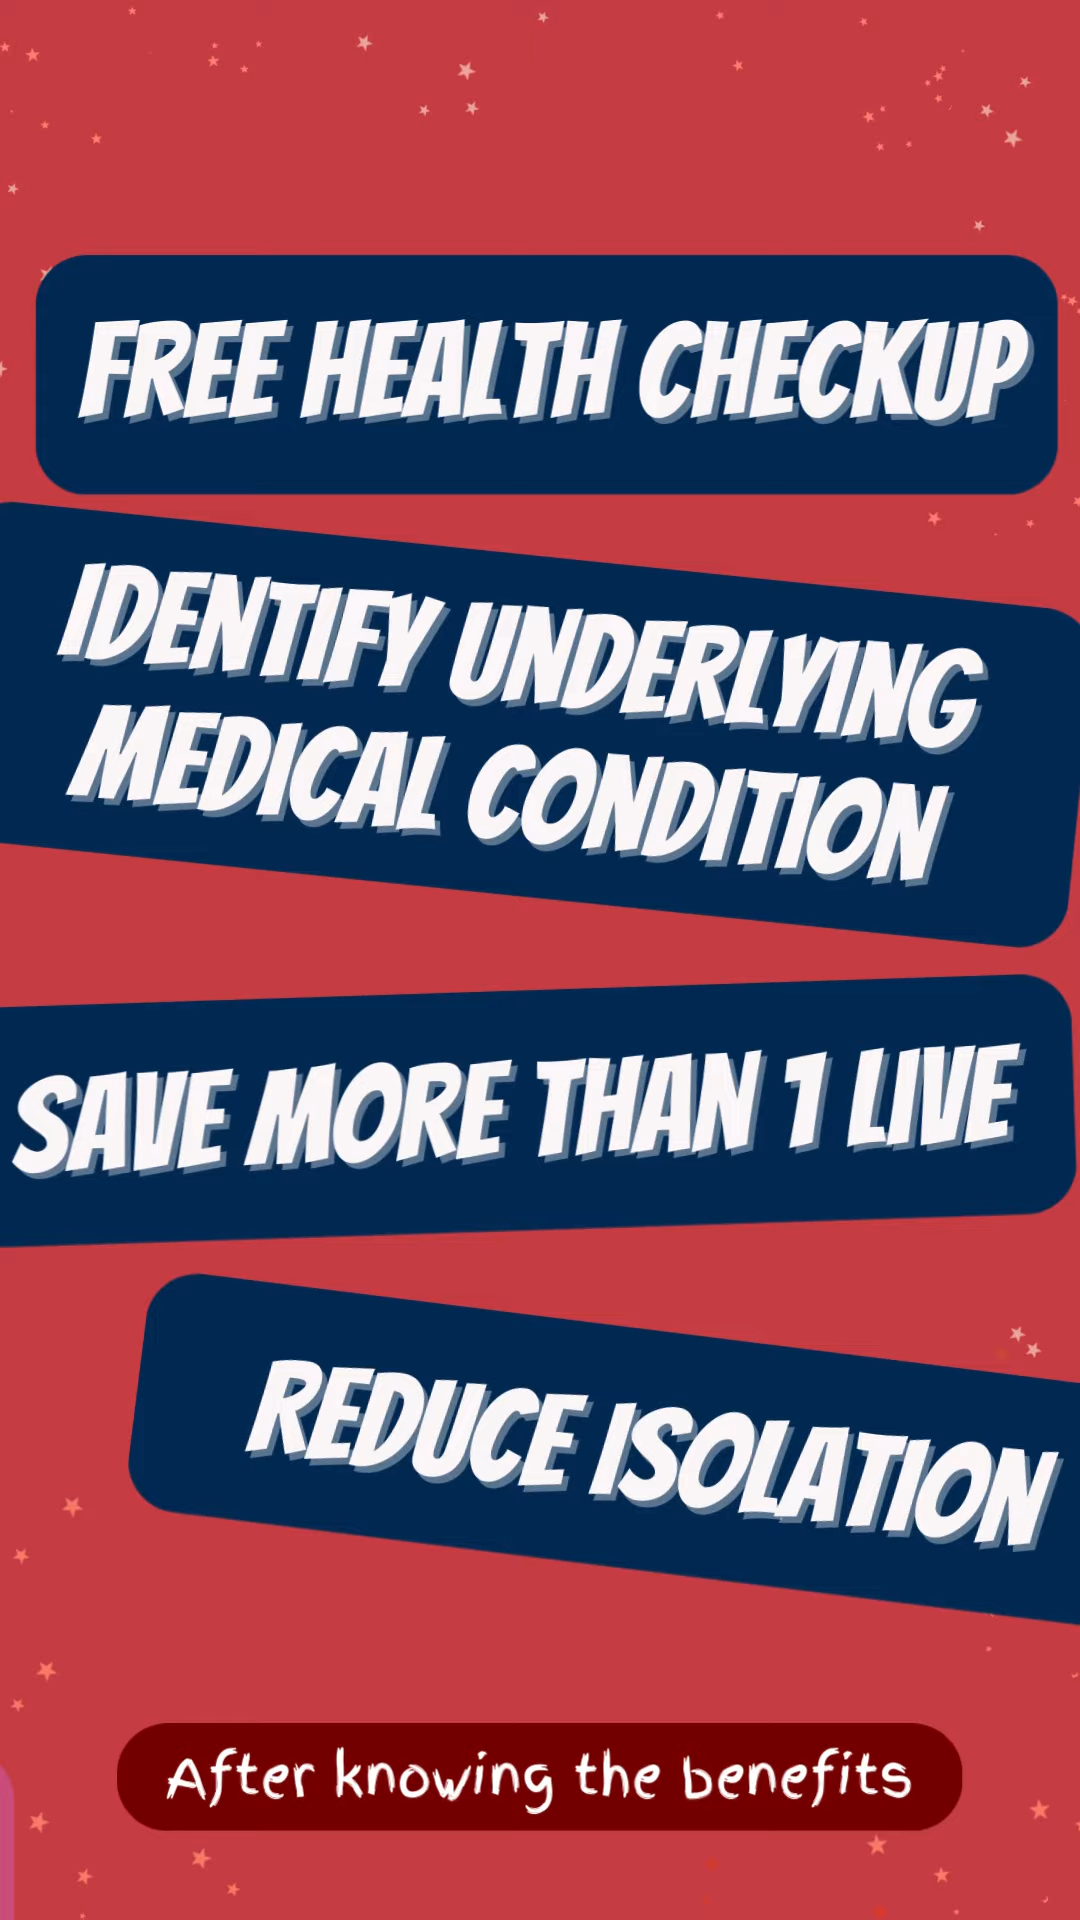 FREE HEALTH CHECKUP
IDENTIFY UNDERLYING
MEDICAL CONDITION
SAVE MORE THAN 1 LIVE
REDUCE ISOLATION
After knowing the benefits